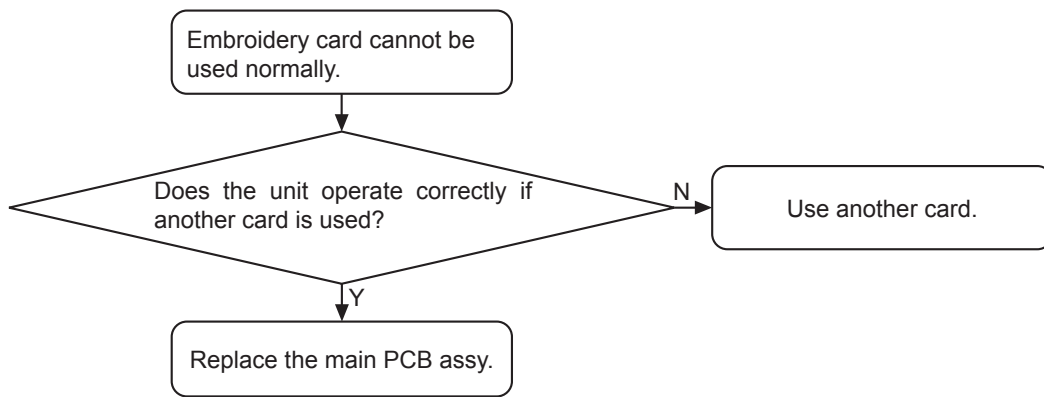 Embroidery card cannot be
used normally.
Does the unit operate correctly if
another card is used?
N
Use another card.
Y
Replace the main PCB assy.